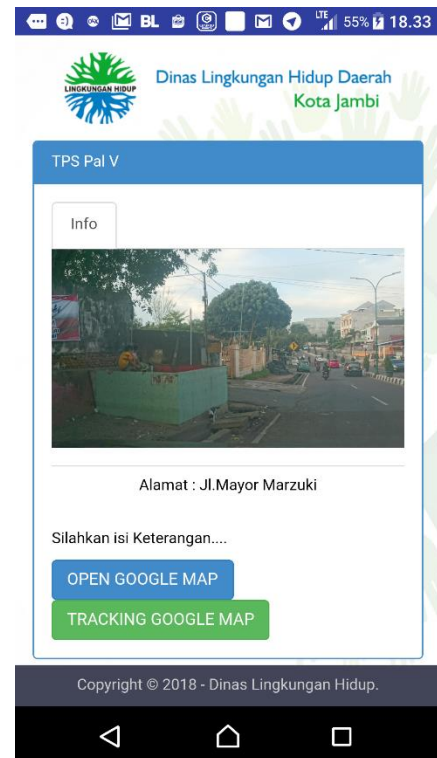 BL LTE 55% 18.33
LINGKUNGAN HIDUP
Dinas Lingkungan Hidup Daerah
Kota Jambi
TPS Pal V
Info
Alamat : Jl.Mayor Marzuki
Silahkan isi Keterangan....
OPEN GOOGLE MAP
TRACKING GOOGLE MAP
Copyright © 2018 - Dinas Lingkungan Hidup.